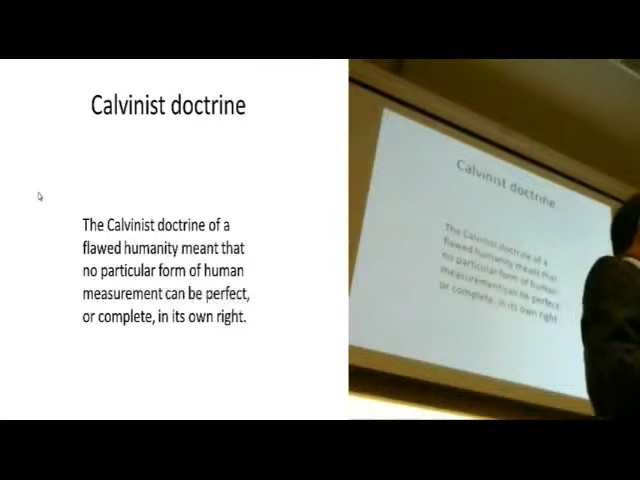 Calvinist doctrine
The Calvinist doctrine of a
flawed humanity meant that
no particular form of human
measurement can be perfect,
or complete, in its own right.
Calvinist doctrine
The Calvinist doctrine of a
flawed humanity meant that
no particular form of human
measurement can be perfect
or complete, in its own right